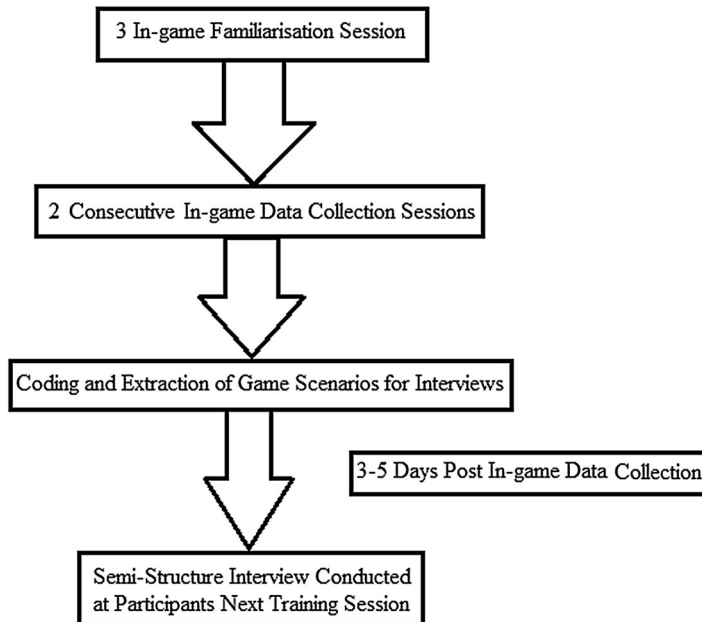 3 In-game Familiarisation Session
2 Consecutive In-game Data Collection Sessions
Coding and Extraction of Game Scenarios for Interviews
3-5 Days Post In-game Data Collection
Semi-Structure Interview Conducted
at Participants Next Training Session